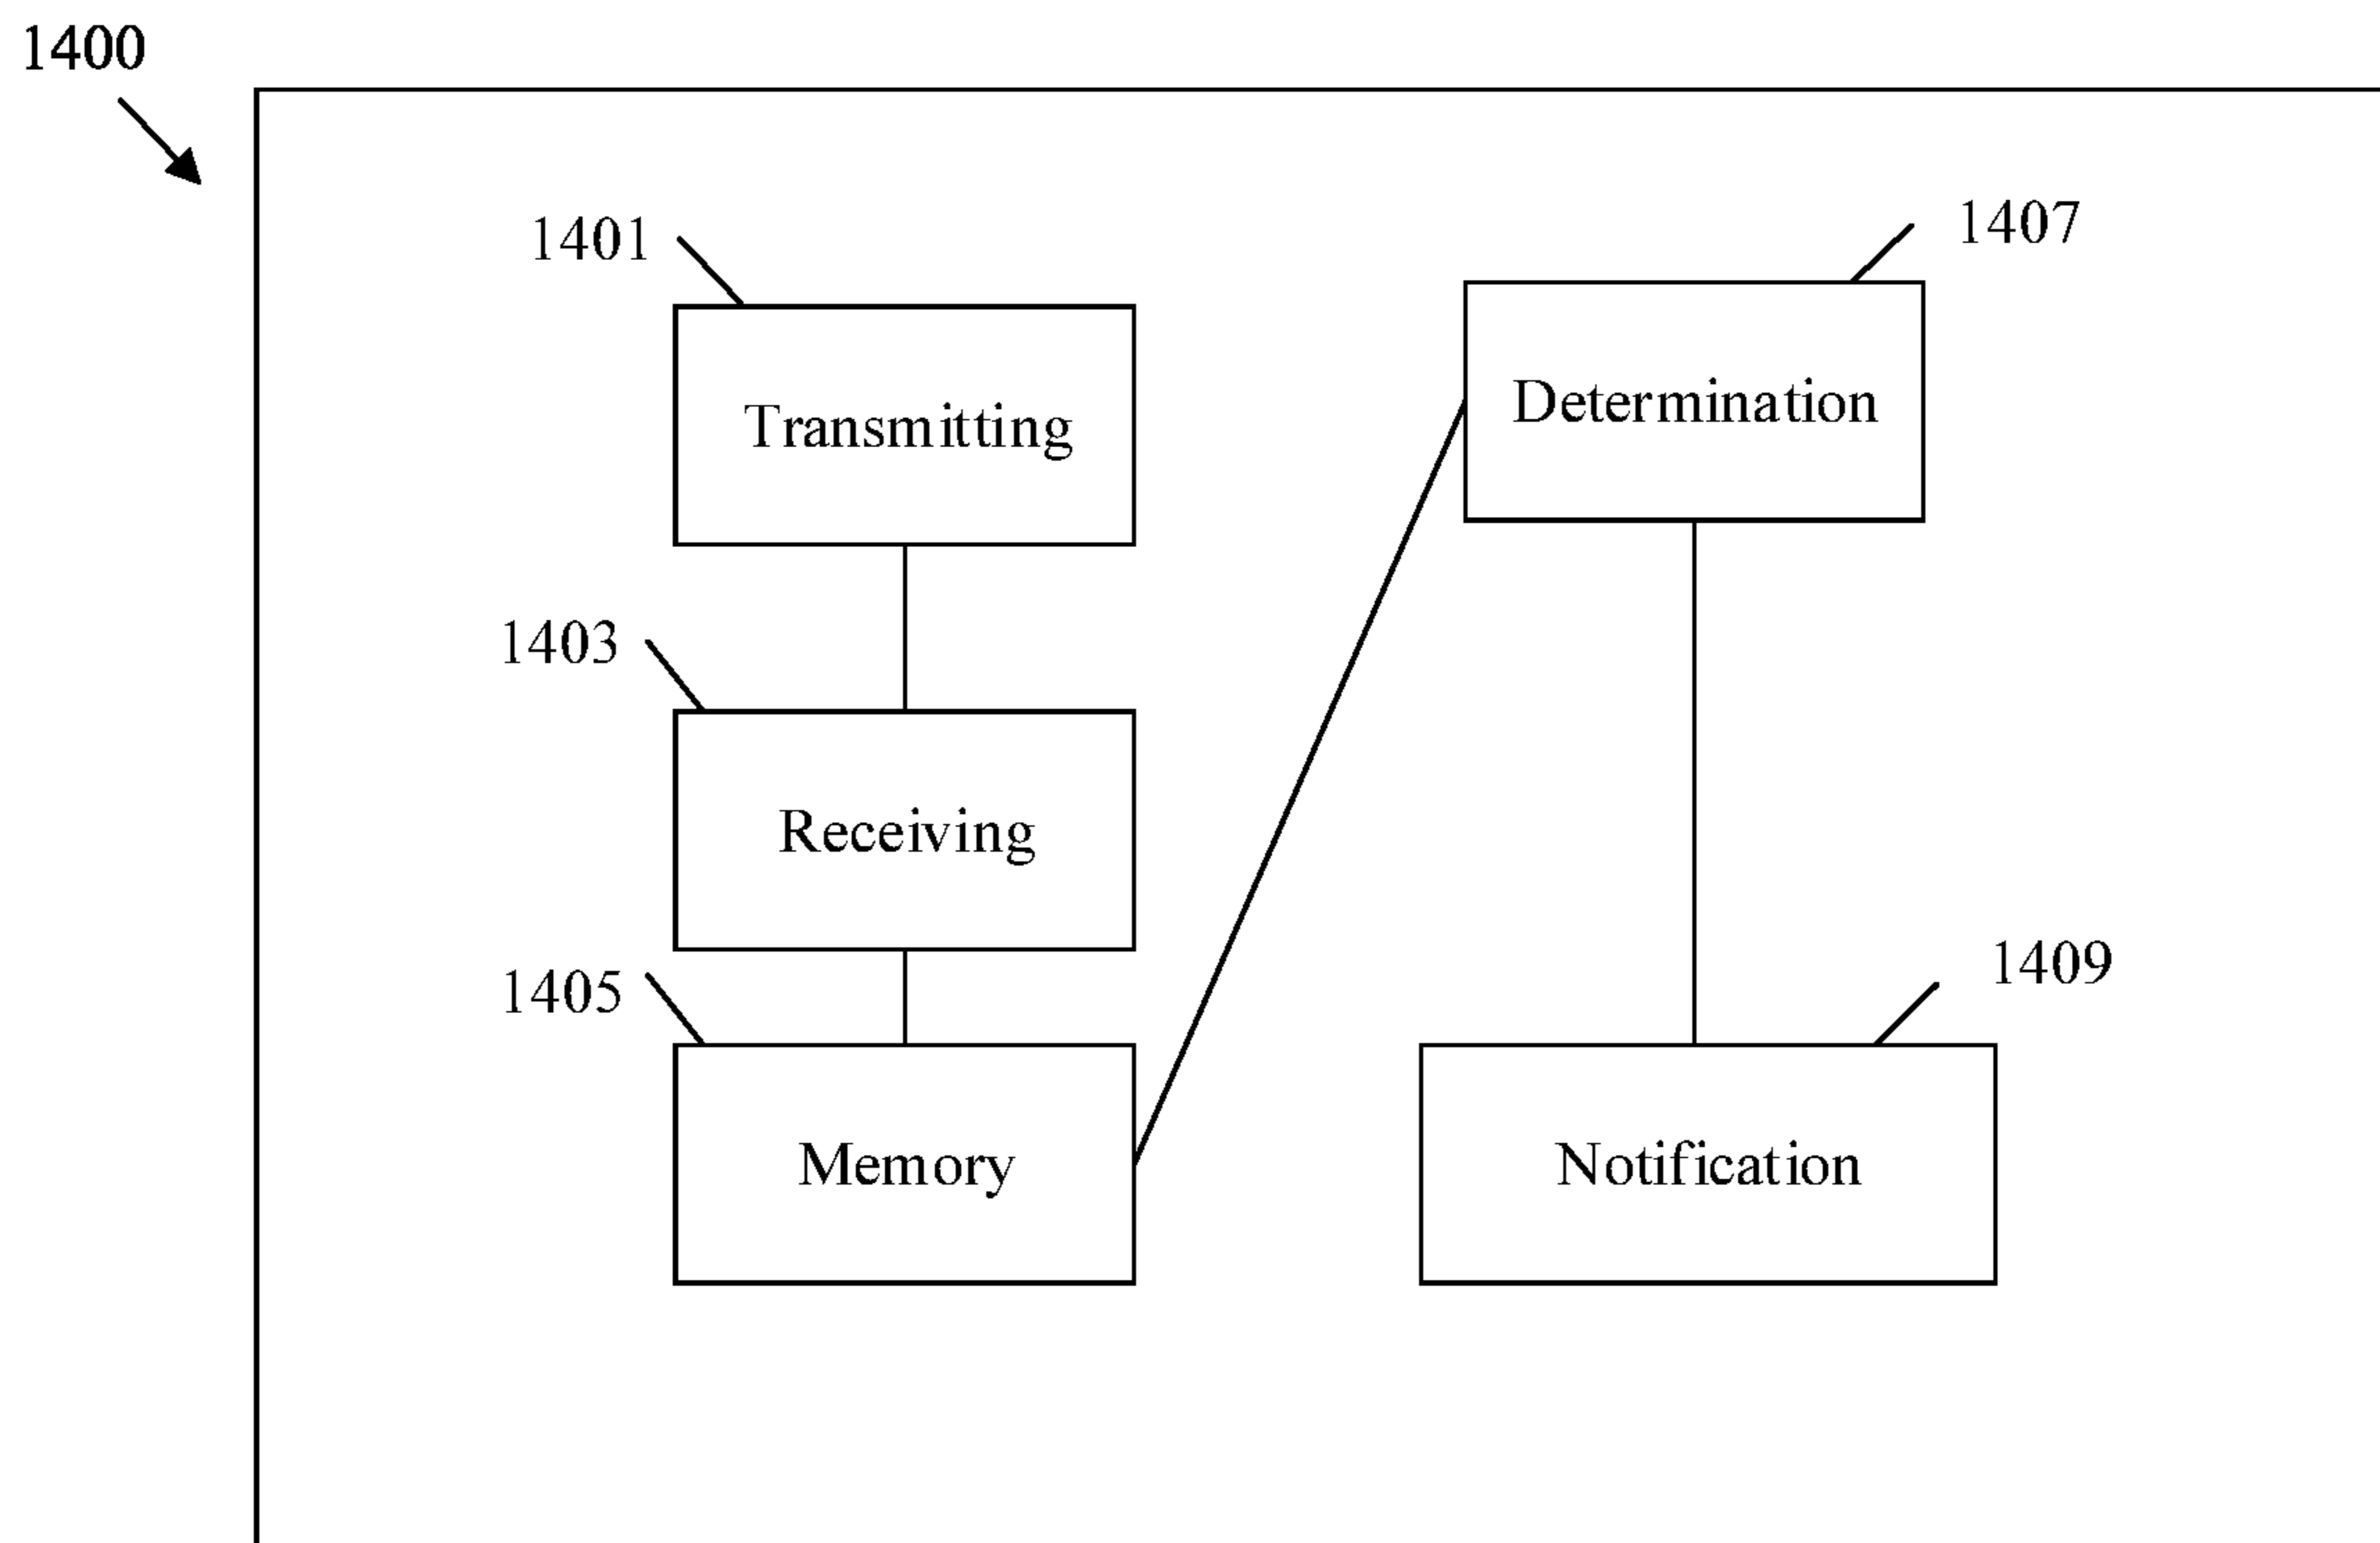 1400
1401
Transmitting
1403
Receiving
1405
Memory
1407
Determination
1409
Notification